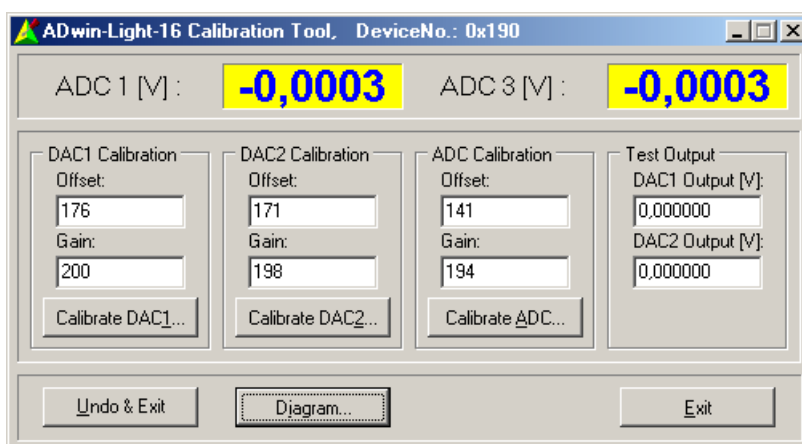 ADwin-Light-16 Calibration Tool, DeviceNo.: 0x190
ADC 1 [V] : -0,0003 ADC 3 [V] : -0,0003
DAC1 Calibration
Offset:
176
Gain:
200
Calibrate DAC1...
DAC2 Calibration
Offset:
171
Gain:
198
Calibrate DAC2...
ADC Calibration
Offset:
141
Gain:
194
Calibrate ADC...
Test Output
DAC1 Output [V]:
0,000000
DAC2 Output [V]:
0,000000
Undo & Exit
Diagram...
Exit